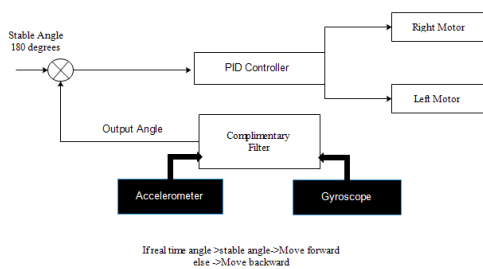 Stable Angle
180 degrees
Right Motor
PID Controller
Left Motor
Output Angle
Complimentary
Filter
Accelerometer
Gyroscope
If real time angle >stable angle->Move forward
else ->Move backward